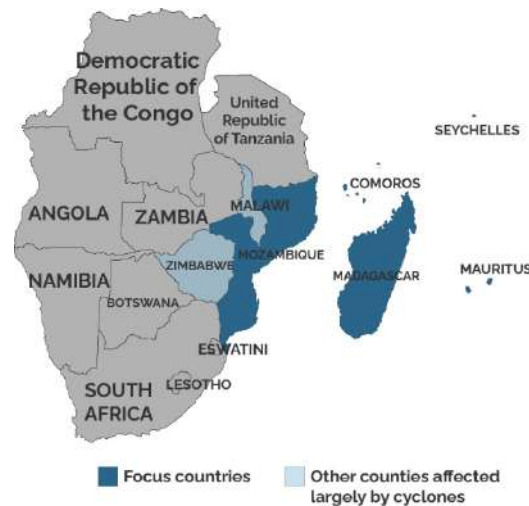 Democratic
Republic of
the Congo
United
Republic
of Tanzania
SEYCHELLES
COMOROS
MALAWI
ANGOLA
ZAMBIA
MOZAMBIQUE
ZIMBABWE
MADAGASCAR
MAURITUS
NAMIBIA
BOTSWANA
ESWATINI
LESOTHO
SOUTH
AFRICA
Focus countries
Other counties affected
largely by cyclones